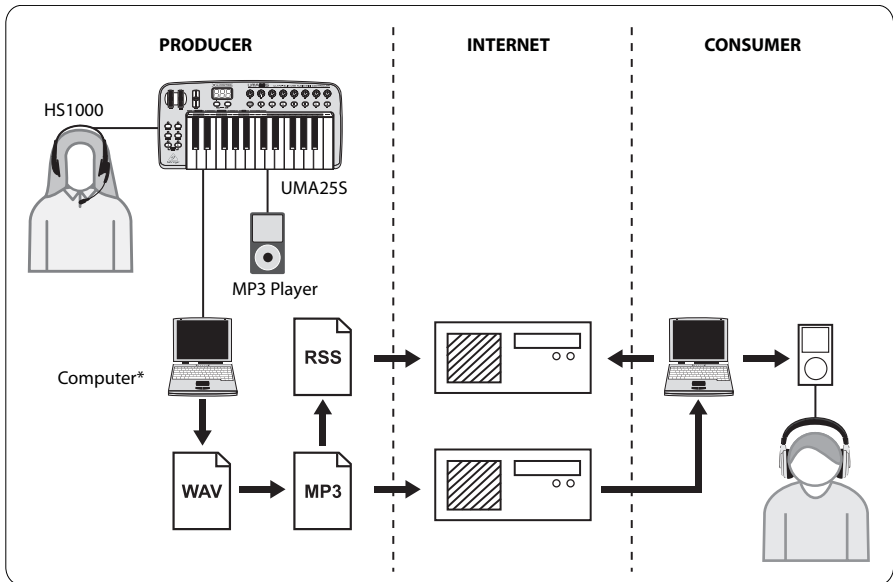 PRODUCER
INTERNET
CONSUMER
HS1000
UMA25S
MP3 Player
Computer*
RSS
WAV
MP3